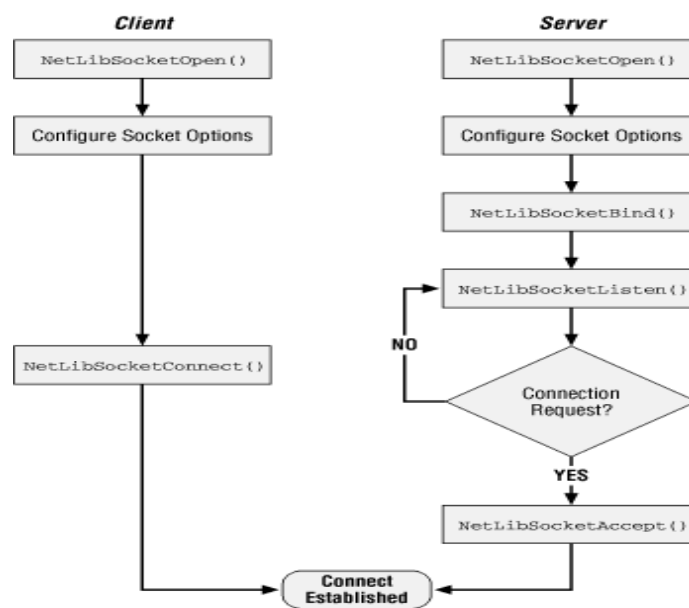 Client
NetLibSocketOpen()
Configure Socket Options
NetLibSocketConnect()
Server
NetLibSocketOpen()
Configure Socket Options
NetLibSocketBind()
NetLibSocketListen()
NO
Connection
Request?
YES
NetLibSocketAccept()
Connect
Established